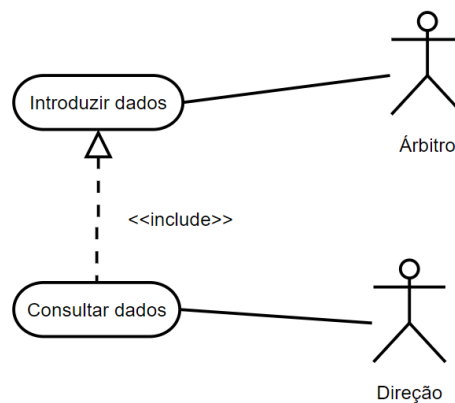 Introduzir dados
Árbitro
<<include>>
Consultar dados
Direção